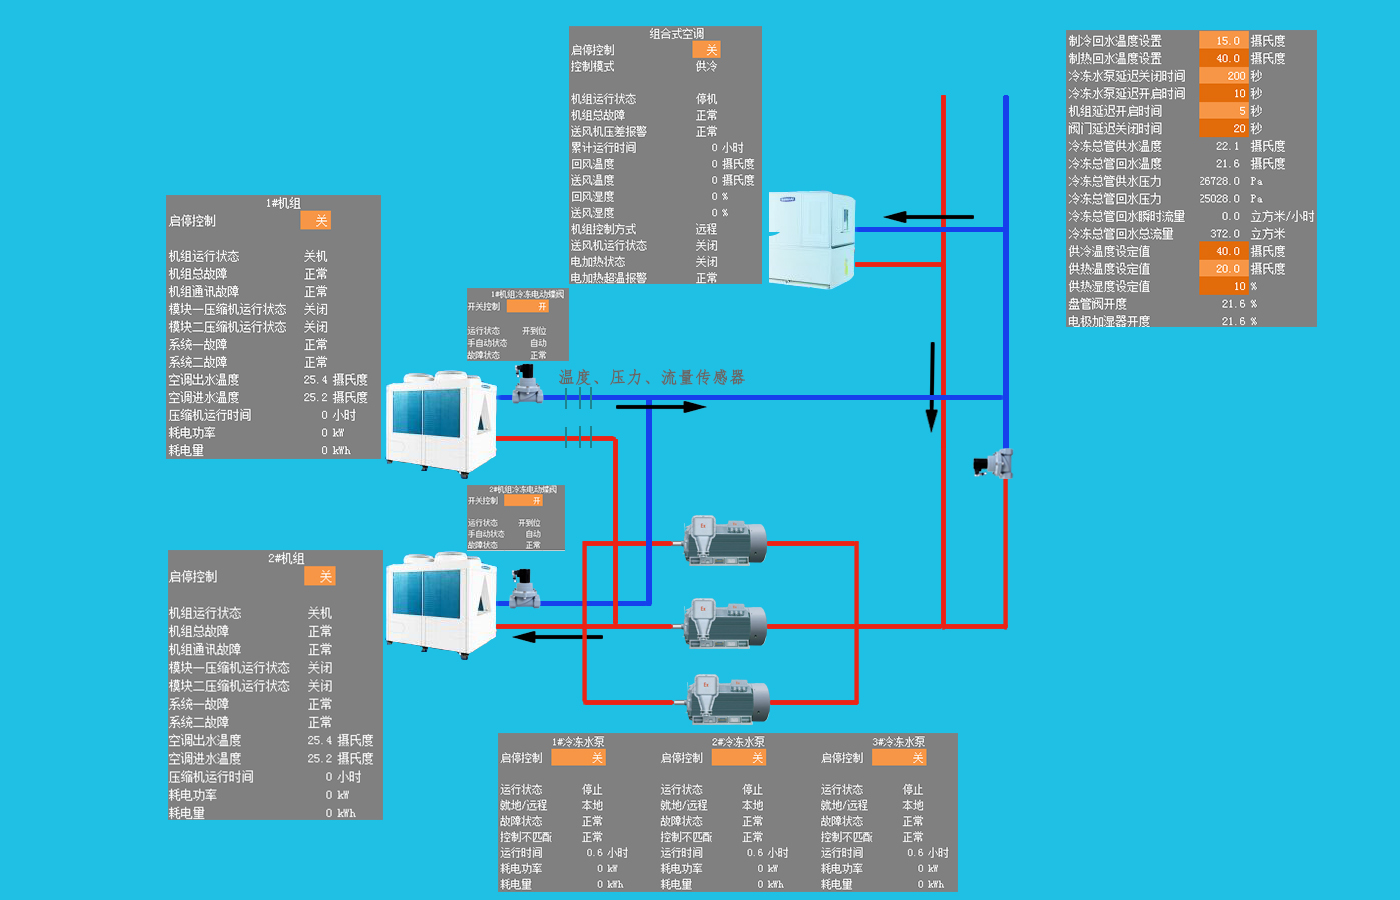 组合式空调
启停控制 关
控制模式 供冷
机组运行状态 停机
机组总故障 正常
送风机压差报警 正常
累计运行时间 0 小时
回风温度 0 摄氏度
送风温度 0 摄氏度
回风湿度 0 %
送风湿度 0 %
机组控制方式 远程
送风机运行状态 关闭
电加热状态 关闭
电加热超温报警 正常
制冷回水温度设置 15.0 摄氏度
制热回水温度设置 40.0 摄氏度
冷冻水泵延迟关闭时间 200 秒
冷冻水泵延迟开启时间 10 秒
机组延迟开启时间 5 秒
阀门延迟关闭时间 20 秒
冷冻总管供水温度 22.1 摄氏度
冷冻总管回水温度 21.6 摄氏度
冷冻总管供水压力 26728.0 Pa
冷冻总管回水压力 25028.0 Pa
冷冻总管回水瞬时流量 0.0 立方米/小时
冷冻总管回水总流量 372.0 立方米
供冷温度设定值 40.0 摄氏度
供热温度设定值 20.0 摄氏度
供热湿度设定值 10 %
盘管阀开度 21.6 %
电极加湿器开度 21.6 %
1#机组
启停控制 关
机组运行状态 关机
机组总故障 正常
机组通讯故障 正常
模块一压缩机运行状态 关闭
模块二压缩机运行状态 关闭
系统一故障 正常
系统二故障 正常
空调出水温度 25.4 摄氏度
空调进水温度 25.2 摄氏度
压缩机运行时间 0 小时
耗电功率 0 kW
耗电量 0 kWh
1#机组冷冻电动蝶阀
开关控制 开
运行状态 开到位
手自动状态 自动
故障状态 正常
温度、压力、流量传感器
2#机组冷冻电动蝶阀
开关控制 开
运行状态 开到位
手自动状态 自动
故障状态 正常
2#机组
启停控制 关
机组运行状态 关机
机组总故障 正常
机组通讯故障 正常
模块一压缩机运行状态 关闭
模块二压缩机运行状态 关闭
系统一故障 正常
系统二故障 正常
空调出水温度 25.4 摄氏度
空调进水温度 25.2 摄氏度
压缩机运行时间 0 小时
耗电功率 0 kW
耗电量 0 kWh
Ex
Ex
Ex
1#冷冻水泵 2#冷冻水泵 3#冷冻水泵
启停控制 关 启停控制 关 启停控制 关
运行状态 停止 运行状态 停止 运行状态 停止
就地/远程 本地 就地/远程 本地 就地/远程 本地
故障状态 正常 故障状态 正常 故障状态 正常
控制不匹配 正常 控制不匹配 正常 控制不匹配 正常
运行时间 0.6 小时 运行时间 0.6 小时 运行时间 0.6 小时
耗电功率 0 kW 耗电功率 0 kW 耗电功率 0 kW
耗电量 0 kWh 耗电量 0 kWh 耗电量 0 kWh